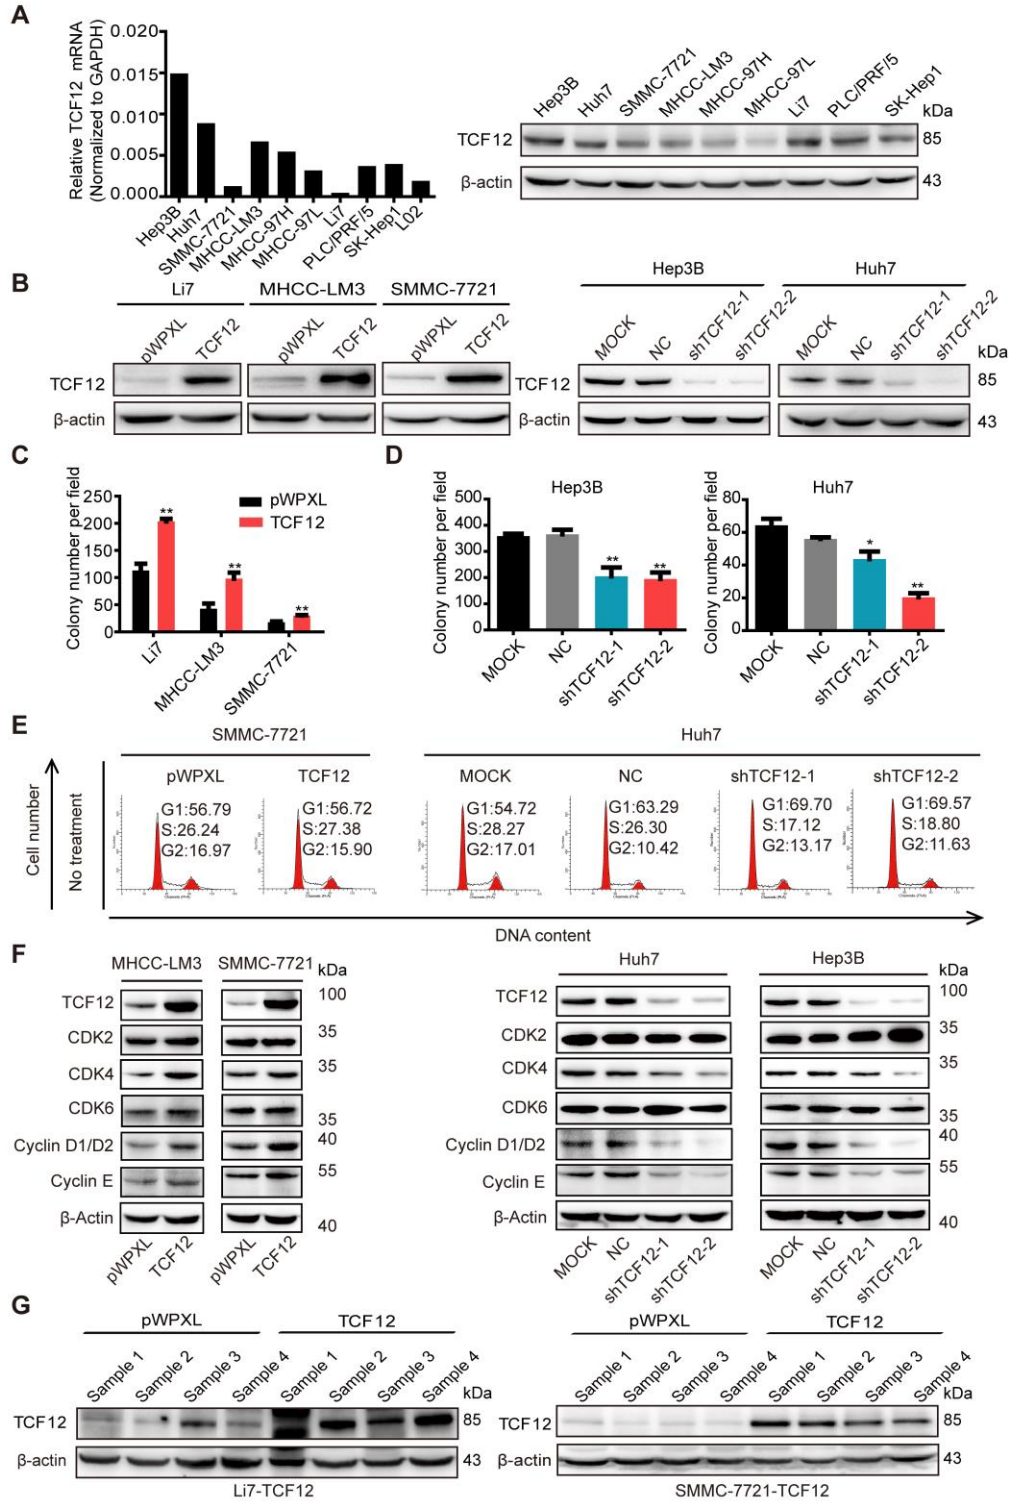 A
Relative TCF12 mRNA
(Normalized to GAPDH)
0.020
0.015
0.010
0.005
0.000
Hep3B
Huh7
SMMC-7721
MHCC-LM3
MHCC-97H
MHCC-97L
Li7
PLC/PRF/5
SK-Hep1
L02
Hep3B
Huh7
SMMC-7721
MHCC-LM3
MHCC-97H
MHCC-97L
Li7
PLC/PRF/5
SK-Hep1
kDa
TCF12 85
β-actin 43
B
Li7 MHCC-LM3 SMMC-7721
pWPXL TCF12 pWPXL TCF12 pWPXL TCF12
TCF12
β-actin
Hep3B Huh7
MOCK NC shTCF12-1 shTCF12-2 MOCK NC shTCF12-1 shTCF12-2
kDa
TCF12 85
β-actin 43
C
Colony number per field
250
200
150
100
50
0
pWPXL
TCF12
** ** **
Li7 MHCC-LM3 SMMC-7721
D
Colony number per field
Hep3B
500
400
300
200
100
0
** **
MOCK NC shTCF12-1 shTCF12-2
Colony number per field
Huh7
80
60
40
20
0
* **
MOCK NC shTCF12-1 shTCF12-2
E
SMMC-7721 Huh7
Cell number
No treatment
pWPXL TCF12 MOCK NC shTCF12-1 shTCF12-2
G1:56.79 G1:56.72 G1:54.72 G1:63.29 G1:69.70 G1:69.57
S:26.24 S:27.38 S:28.27 S:26.30 S:17.12 S:18.80
G2:16.97 G2:15.90 G2:17.01 G2:10.42 G2:13.17 G2:11.63
DNA content
F
MHCC-LM3 SMMC-7721 kDa
TCF12 100
CDK2 35
CDK4 35
CDK6 35
Cyclin D1/D2 40
Cyclin E 55
β-Actin 40
pWPXL TCF12 pWPXL TCF12
Huh7 Hep3B kDa
TCF12 100
CDK2 35
CDK4 35
CDK6 35
Cyclin D1/D2 40
Cyclin E 55
β-Actin 40
MOCK NC shTCF12-1 shTCF12-2 MOCK NC shTCF12-1 shTCF12-2
G
pWPXL TCF12
Sample 1 Sample 2 Sample 3 Sample 4 Sample 1 Sample 2 Sample 3 Sample 4
kDa
TCF12 85
β-actin 43
Li7-TCF12
pWPXL TCF12
Sample 1 Sample 2 Sample 3 Sample 4 Sample 1 Sample 2 Sample 3 Sample 4
kDa
TCF12 85
β-actin 43
SMMC-7721-TCF12